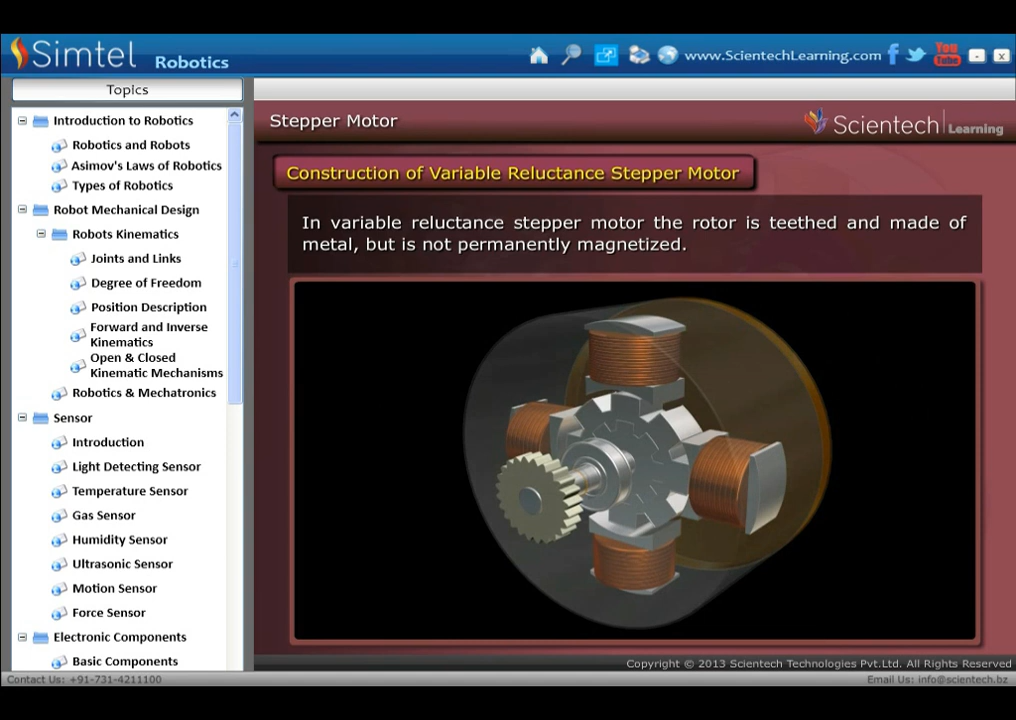 Simtel Robotics
www.ScientechLearning.com
You Tube
x
Topics
Introduction to Robotics
Robotics and Robots
Asimov's Laws of Robotics
Types of Robotics
Robot Mechanical Design
Robots Kinematics
Joints and Links
Degree of Freedom
Position Description
Forward and Inverse
Kinematics
Open & Closed
Kinematic Mechanisms
Robotics & Mechatronics
Sensor
Introduction
Light Detecting Sensor
Temperature Sensor
Gas Sensor
Humidity Sensor
Ultrasonic Sensor
Motion Sensor
Force Sensor
Electronic Components
Basic Components
Stepper Motor
Scientech Learning
Construction of Variable Reluctance Stepper Motor
In variable reluctance stepper motor the rotor is teethed and made of
metal, but is not permanently magnetized.
Copyright © 2013 Scientech Technologies Pvt.Ltd. All Rights Reserved
Contact Us: +91-731-4211100
Email Us: info@scientech.bz